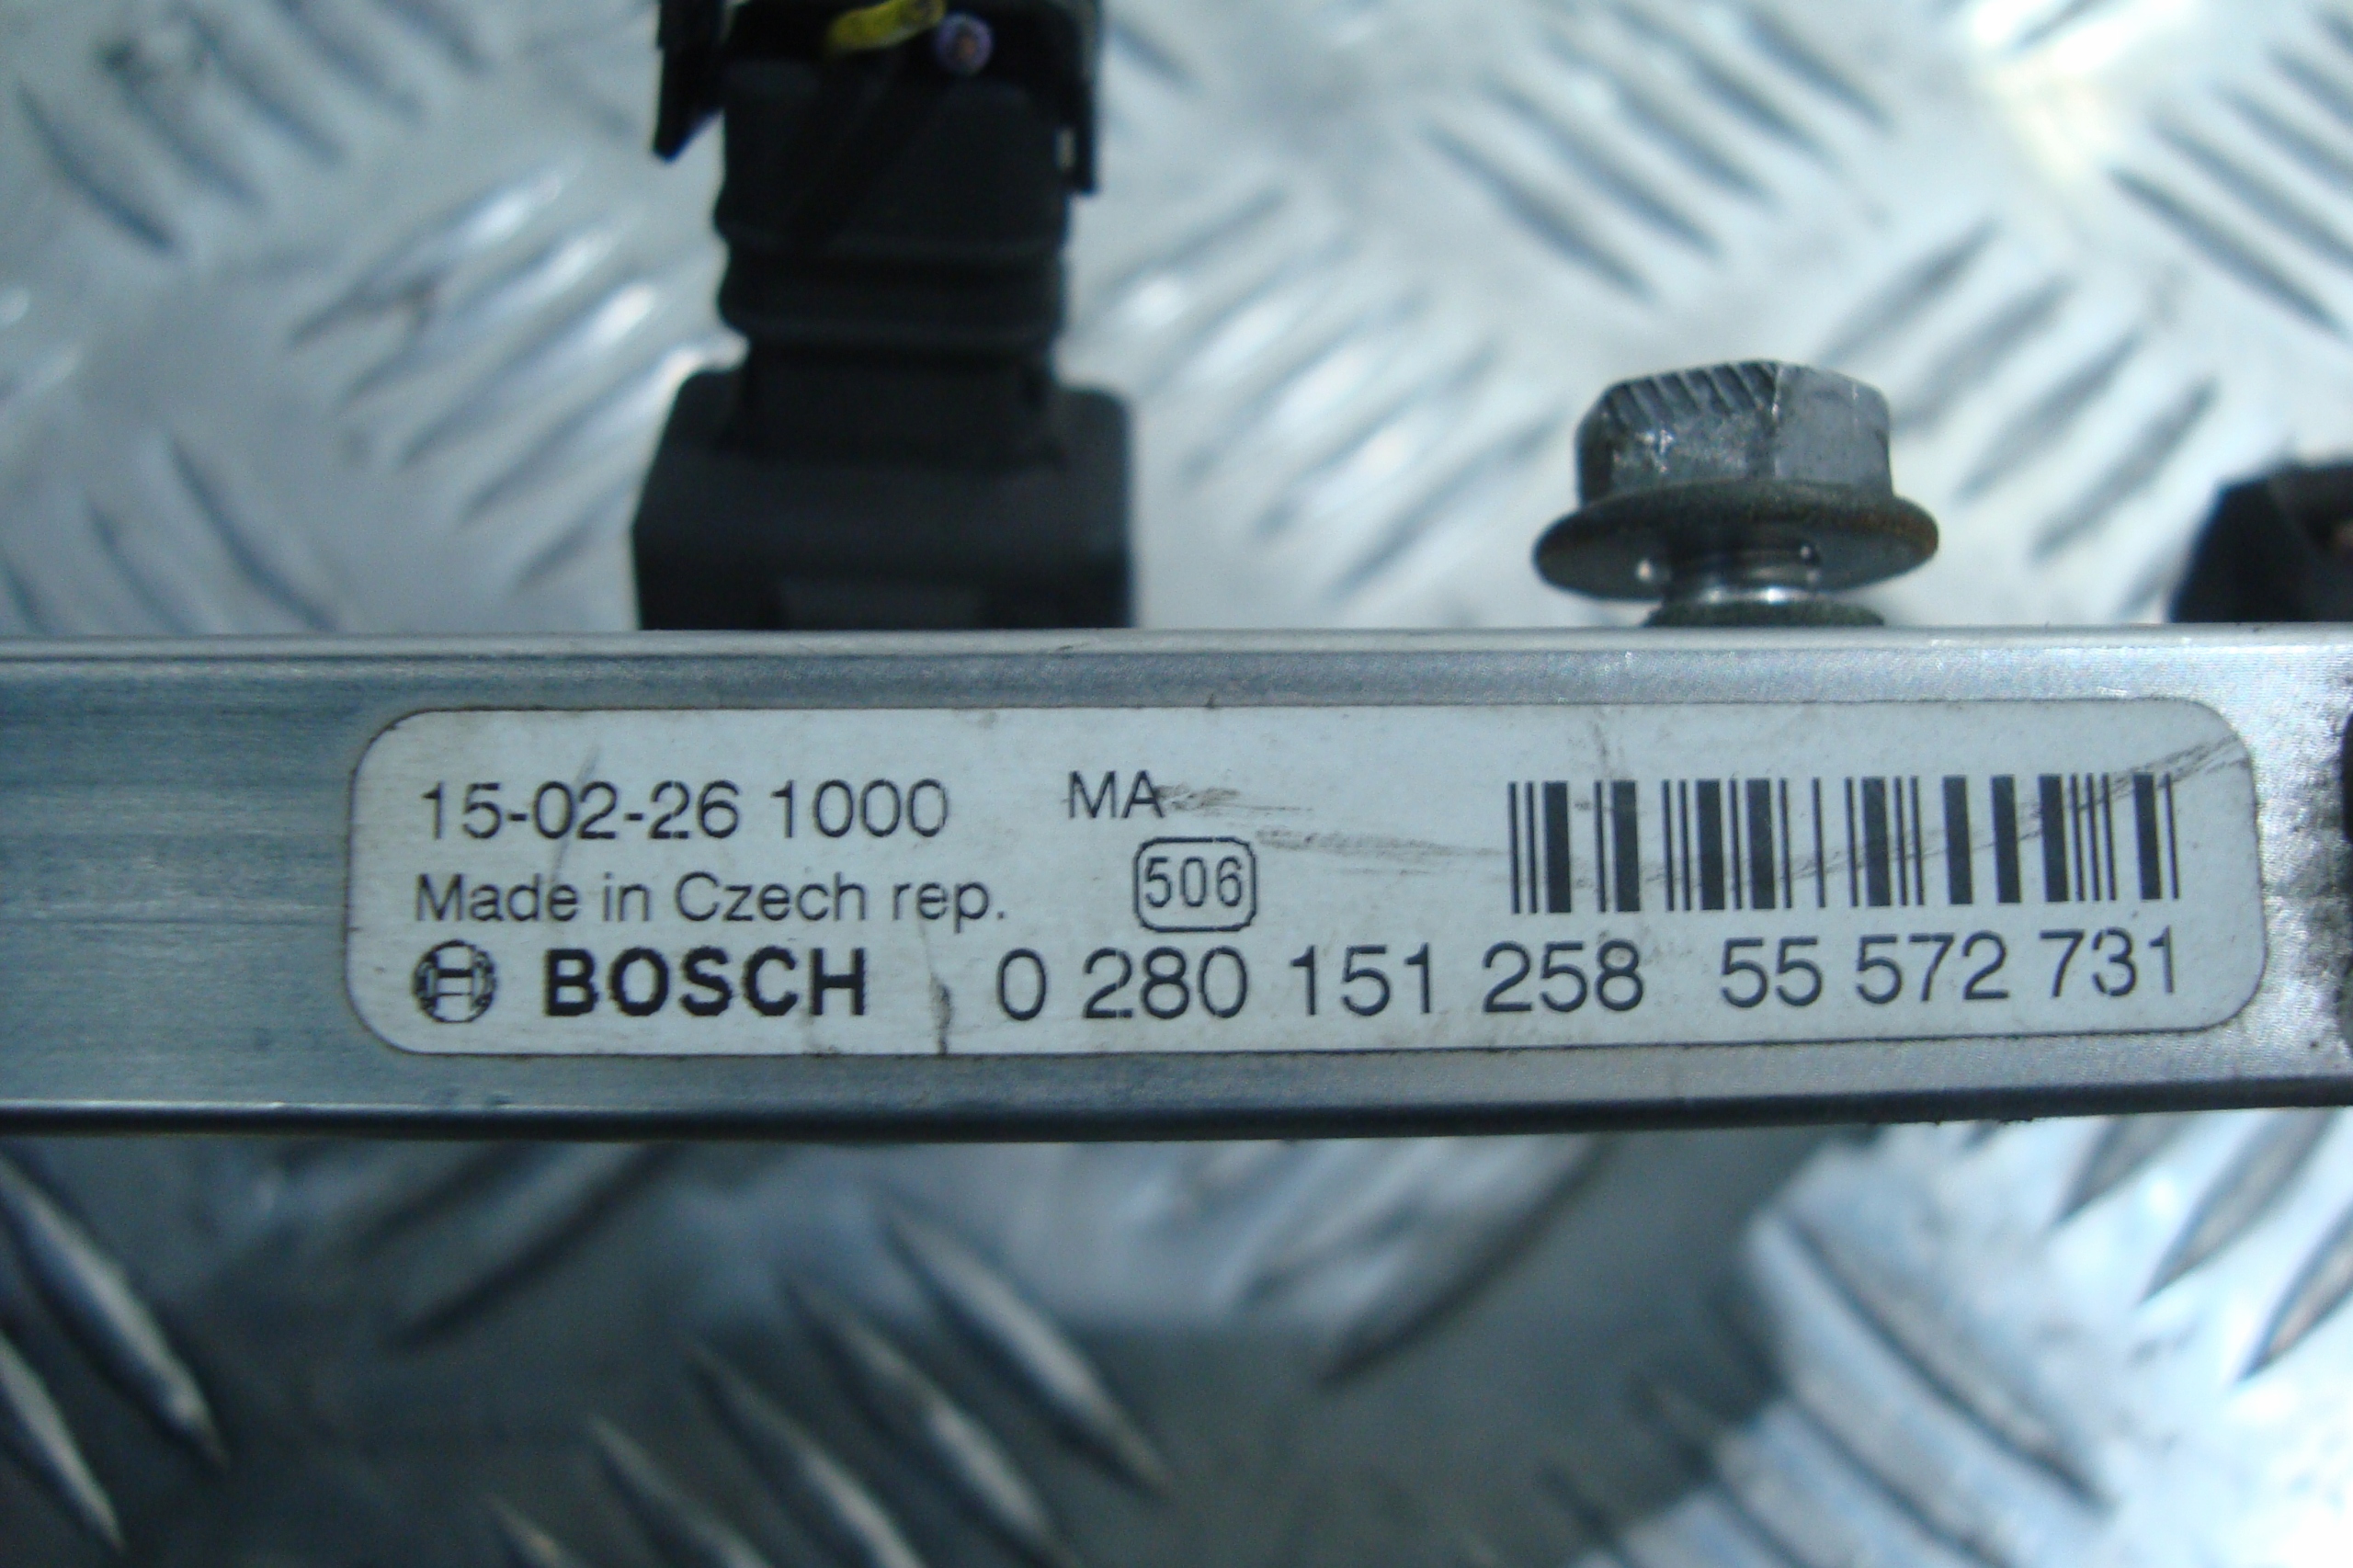 15-02-26 1000 MA
Made in Czech rep. 506
BOSCH 0 280 151 258 55 572 731